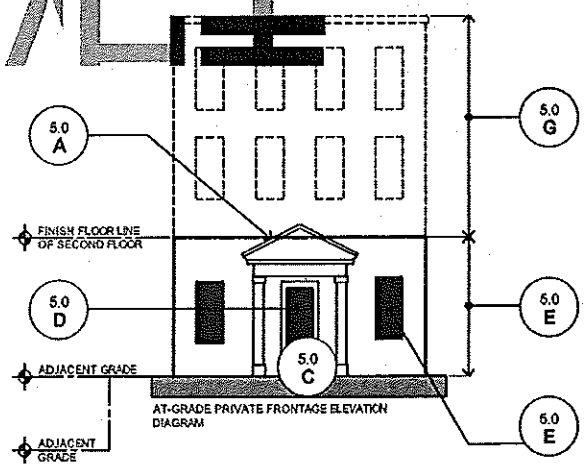 5.0
G
5.0
A
FINISH FLOOR LINE
OF SECOND FLOOR
5.0
D
5.0
E
5.0
C
ADJACENT GRADE
AT-GRADE PRIVATE FRONTAGE ELEVATION
DIAGRAM
5.0
E
ADJACENT
GRADE